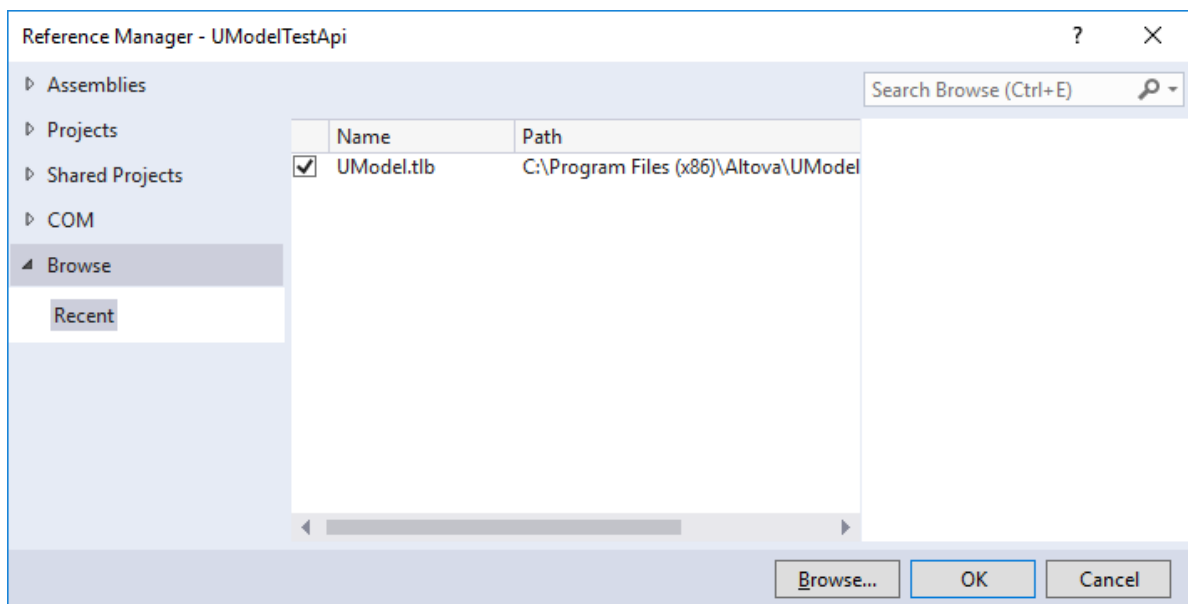 Reference Manager - UModelTestApi
Assemblies
Search Browse (Ctrl+E)
Projects
Name Path
UModel.tlb C:\Program Files (x86)\Altova\UModel
Shared Projects
COM
Browse
Recent
Browse... OK Cancel